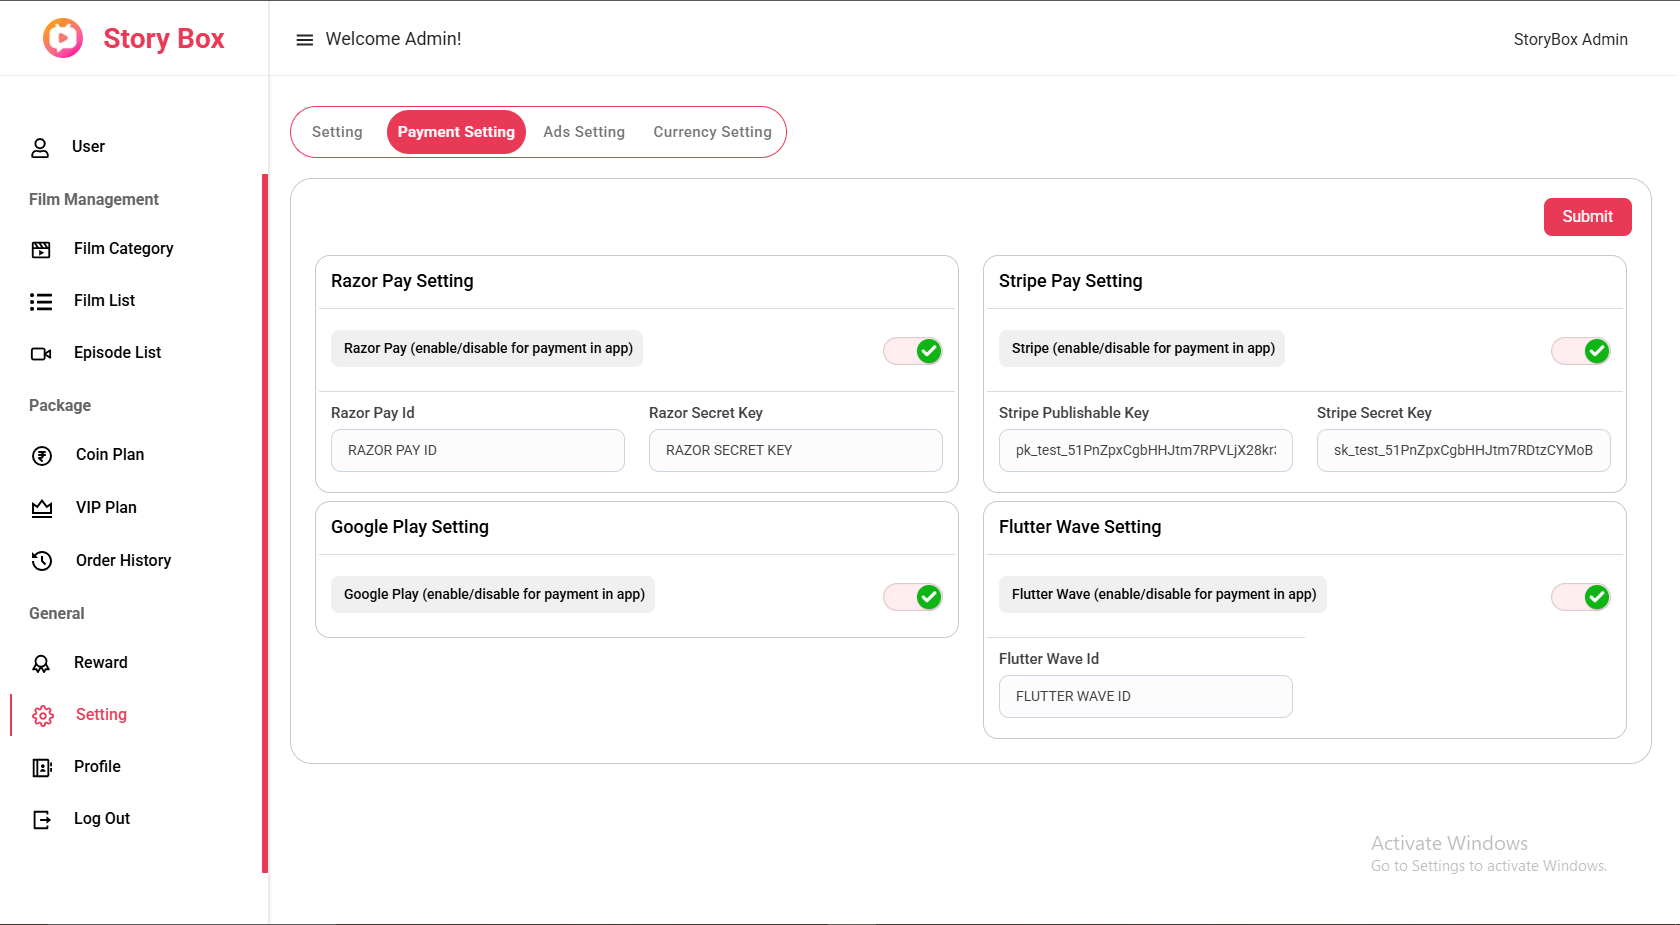 Story Box
Welcome Admin!
StoryBox Admin
User
Film Management
Film Category
Film List
Episode List
Package
Coin Plan
VIP Plan
Order History
General
Reward
Setting
Profile
Log Out
Setting
Payment Setting
Ads Setting
Currency Setting
Submit
Razor Pay Setting
Razor Pay (enable/disable for payment in app)
Razor Pay Id
Razor Secret Key
RAZOR PAY ID
RAZOR SECRET KEY
Stripe Pay Setting
Stripe (enable/disable for payment in app)
Stripe Publishable Key
Stripe Secret Key
pk_test_51PnZpxCgbHHJtm7RPVLjX28kr
sk_test_51PnZpxCgbHHJtm7RDtzCYMoB
Google Play Setting
Google Play (enable/disable for payment in app)
Flutter Wave Setting
Flutter Wave (enable/disable for payment in app)
Flutter Wave Id
FLUTTER WAVE ID
Activate Windows
Go to Settings to activate Windows.